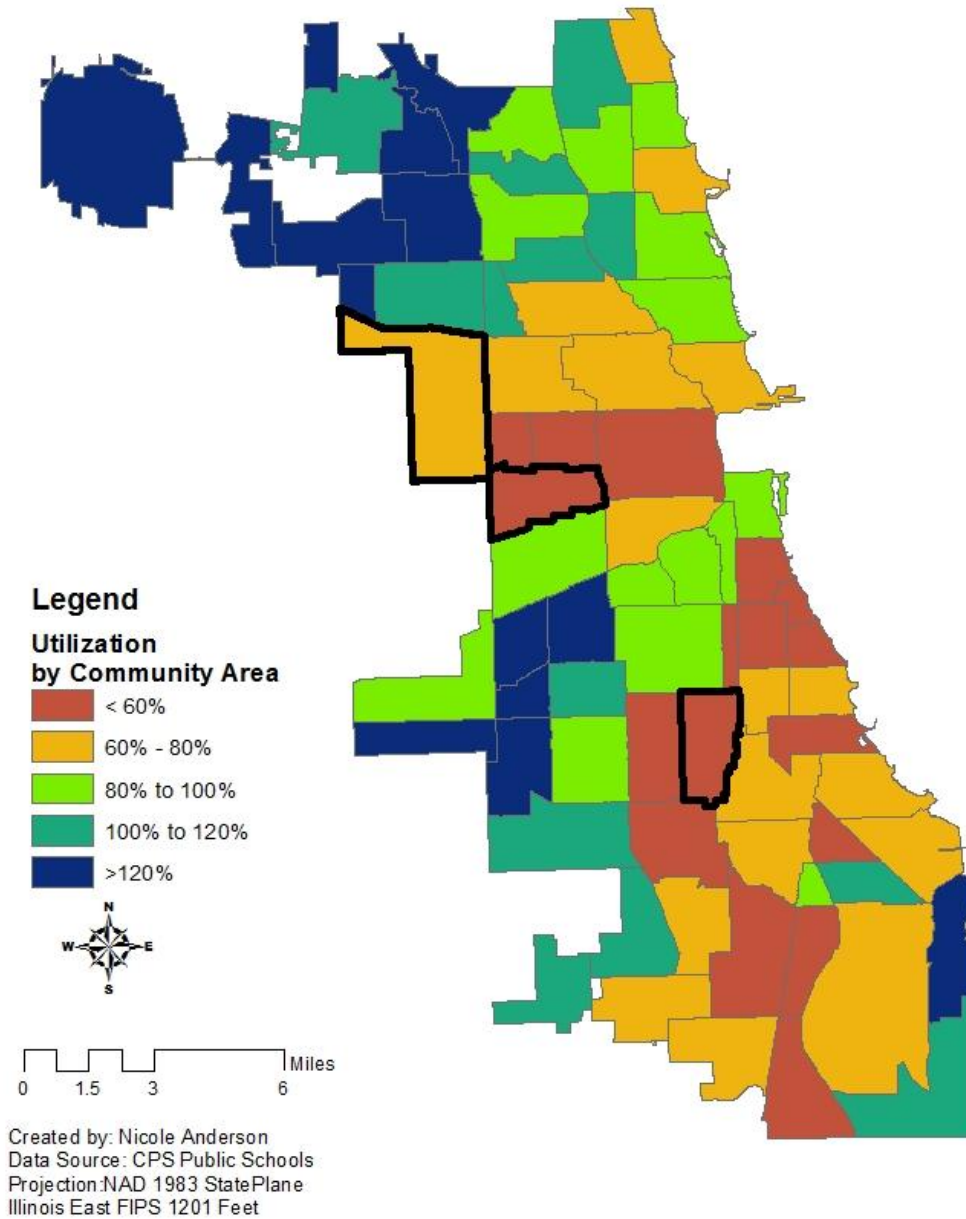 Legend
Utilization
by Community Area
< 60%
60% - 80%
80% to 100%
100% to 120%
>120%
N
W E
S
Miles
0 1.5 3 6
Created by: Nicole Anderson
Data Source: CPS Public Schools
Projection:NAD 1983 StatePlane
Illinois East FIPS 1201 Feet